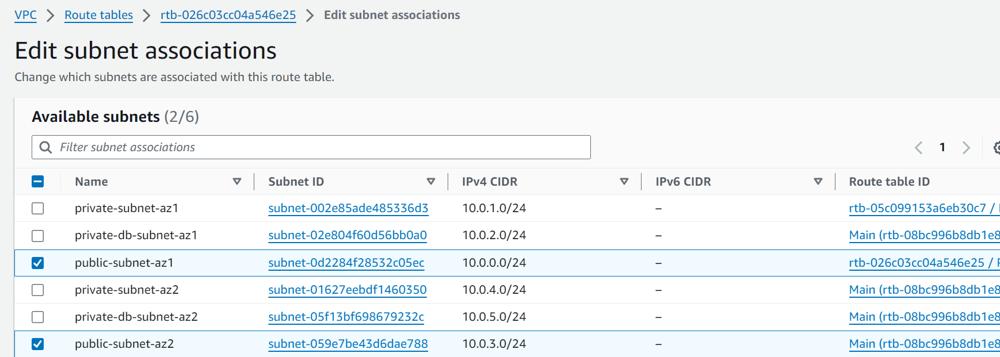 VPC > Route tables > rtb-026c03cc04a546e25 > Edit subnet associations
Edit subnet associations
Change which subnets are associated with this route table.
Available subnets (2/6)
Filter subnet associations
1
Name Subnet ID IPv4 CIDR IPv6 CIDR Route table ID
private-subnet-az1 subnet-002e85ade485336d3 10.0.1.0/24 – rtb-05c099153a6eb30c7 /
private-db-subnet-az1 subnet-02e804f60d56bb0a0 10.0.2.0/24 – Main (rtb-08bc996b8db1e8
public-subnet-az1 subnet-0d2284f28532c05ec 10.0.0.0/24 – rtb-026c03cc04a546e25 /
private-subnet-az2 subnet-01627eebdf1460350 10.0.4.0/24 – Main (rtb-08bc996b8db1e8
private-db-subnet-az2 subnet-05f13bf698679232c 10.0.5.0/24 – Main (rtb-08bc996b8db1e8
public-subnet-az2 subnet-059e7be43d6dae788 10.0.3.0/24 – Main (rtb-08bc996b8db1e8